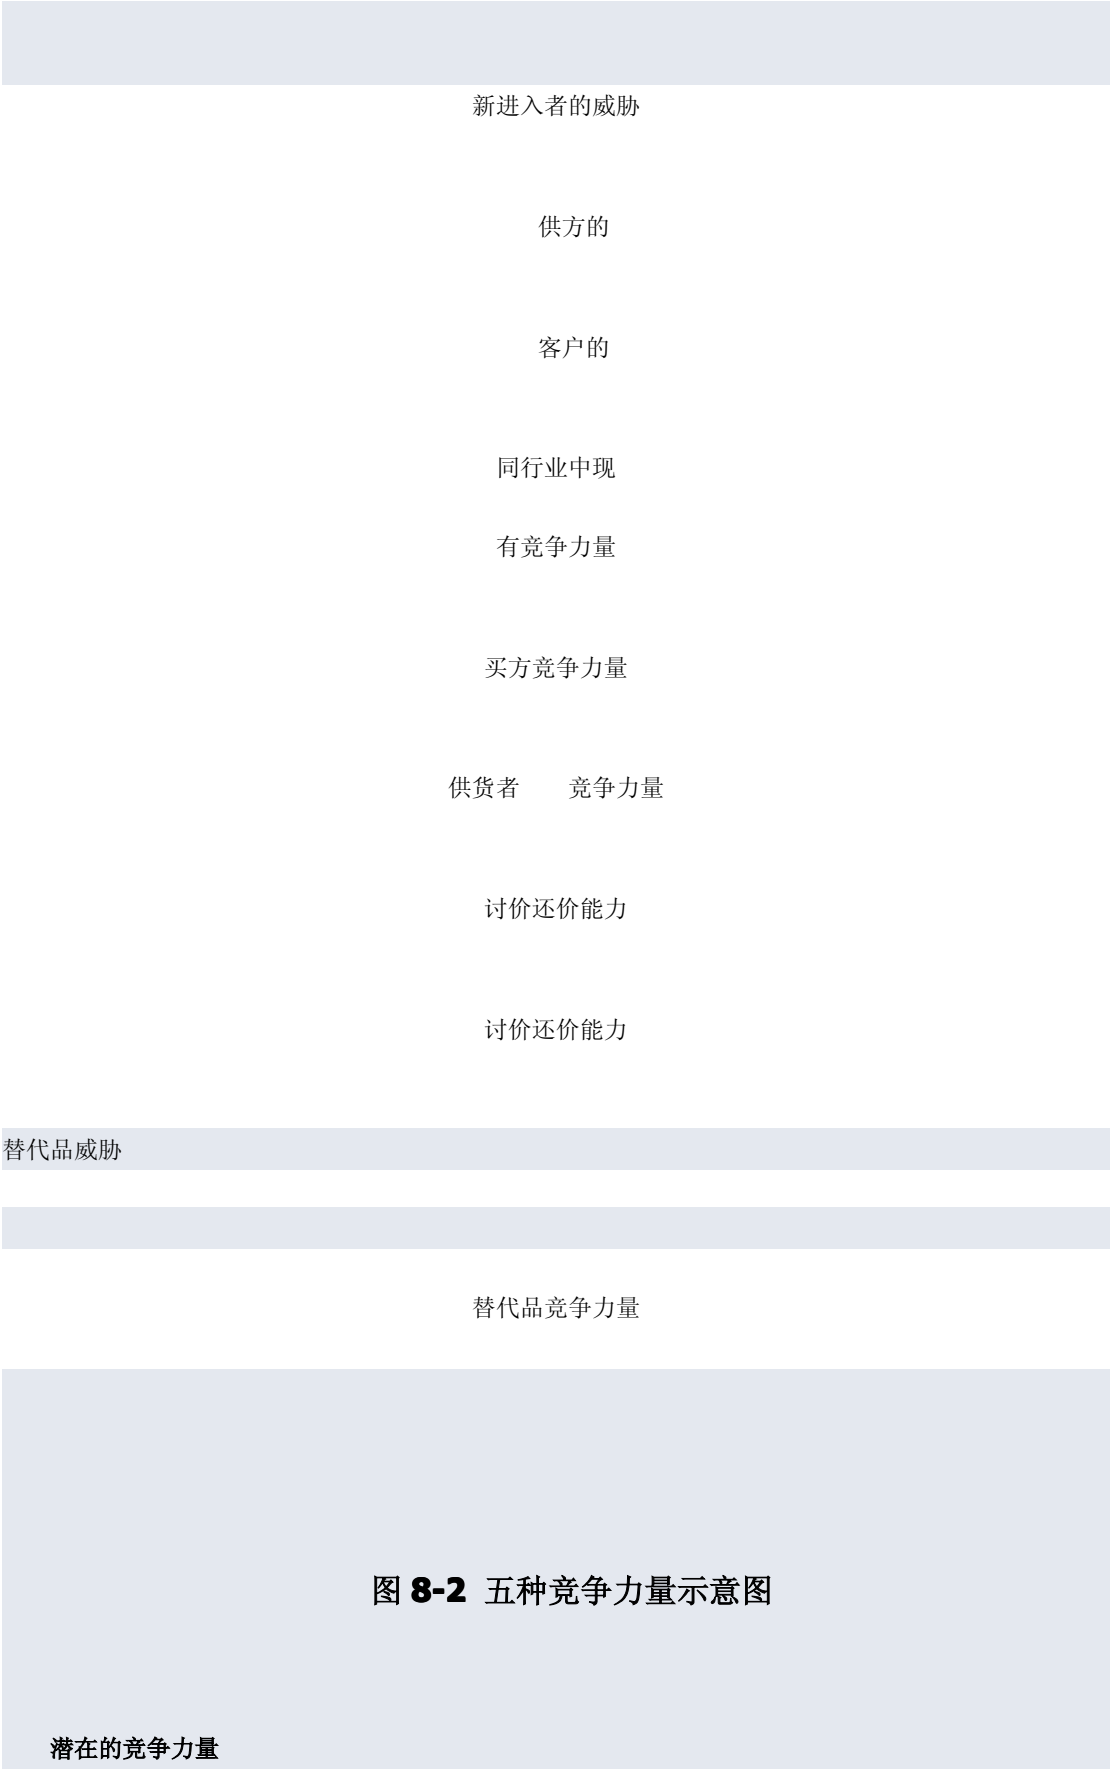 新进入者的威胁
供方的
客户的
同行业中现
有竞争力量
买方竞争力量
供货者 竞争力量
讨价还价能力
讨价还价能力
替代品威胁
替代品竞争力量
图 8-2 五种竞争力量示意图
潜在的竞争力量